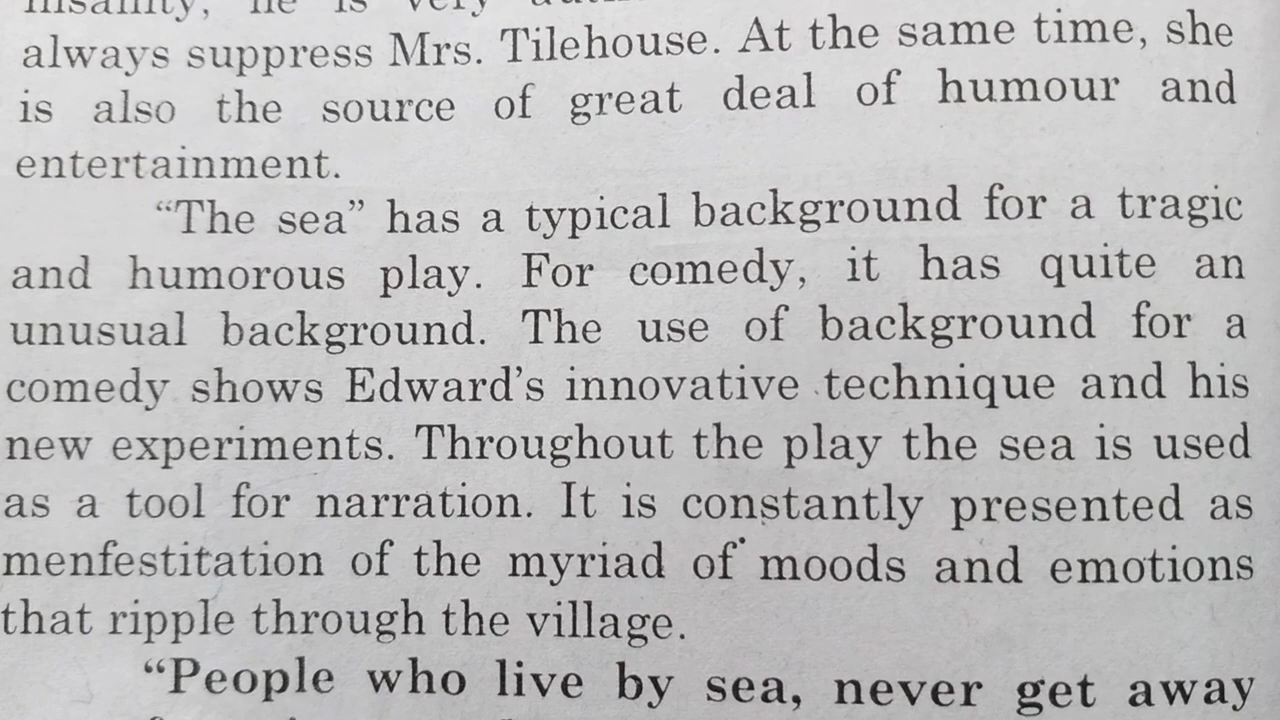 insanity, he is very
always suppress Mrs. Tilehouse. At the same time, she
is also the source of great deal of humour and
entertainment.
“The sea” has a typical background for a tragic
and humorous play. For comedy, it has quite an
unusual background. The use of background for a
comedy shows Edward’s innovative technique and his
new experiments. Throughout the play the sea is used
as a tool for narration. It is constantly presented as
menfestitation of the myriad of moods and emotions
that ripple through the village.
“People who live by sea, never get away